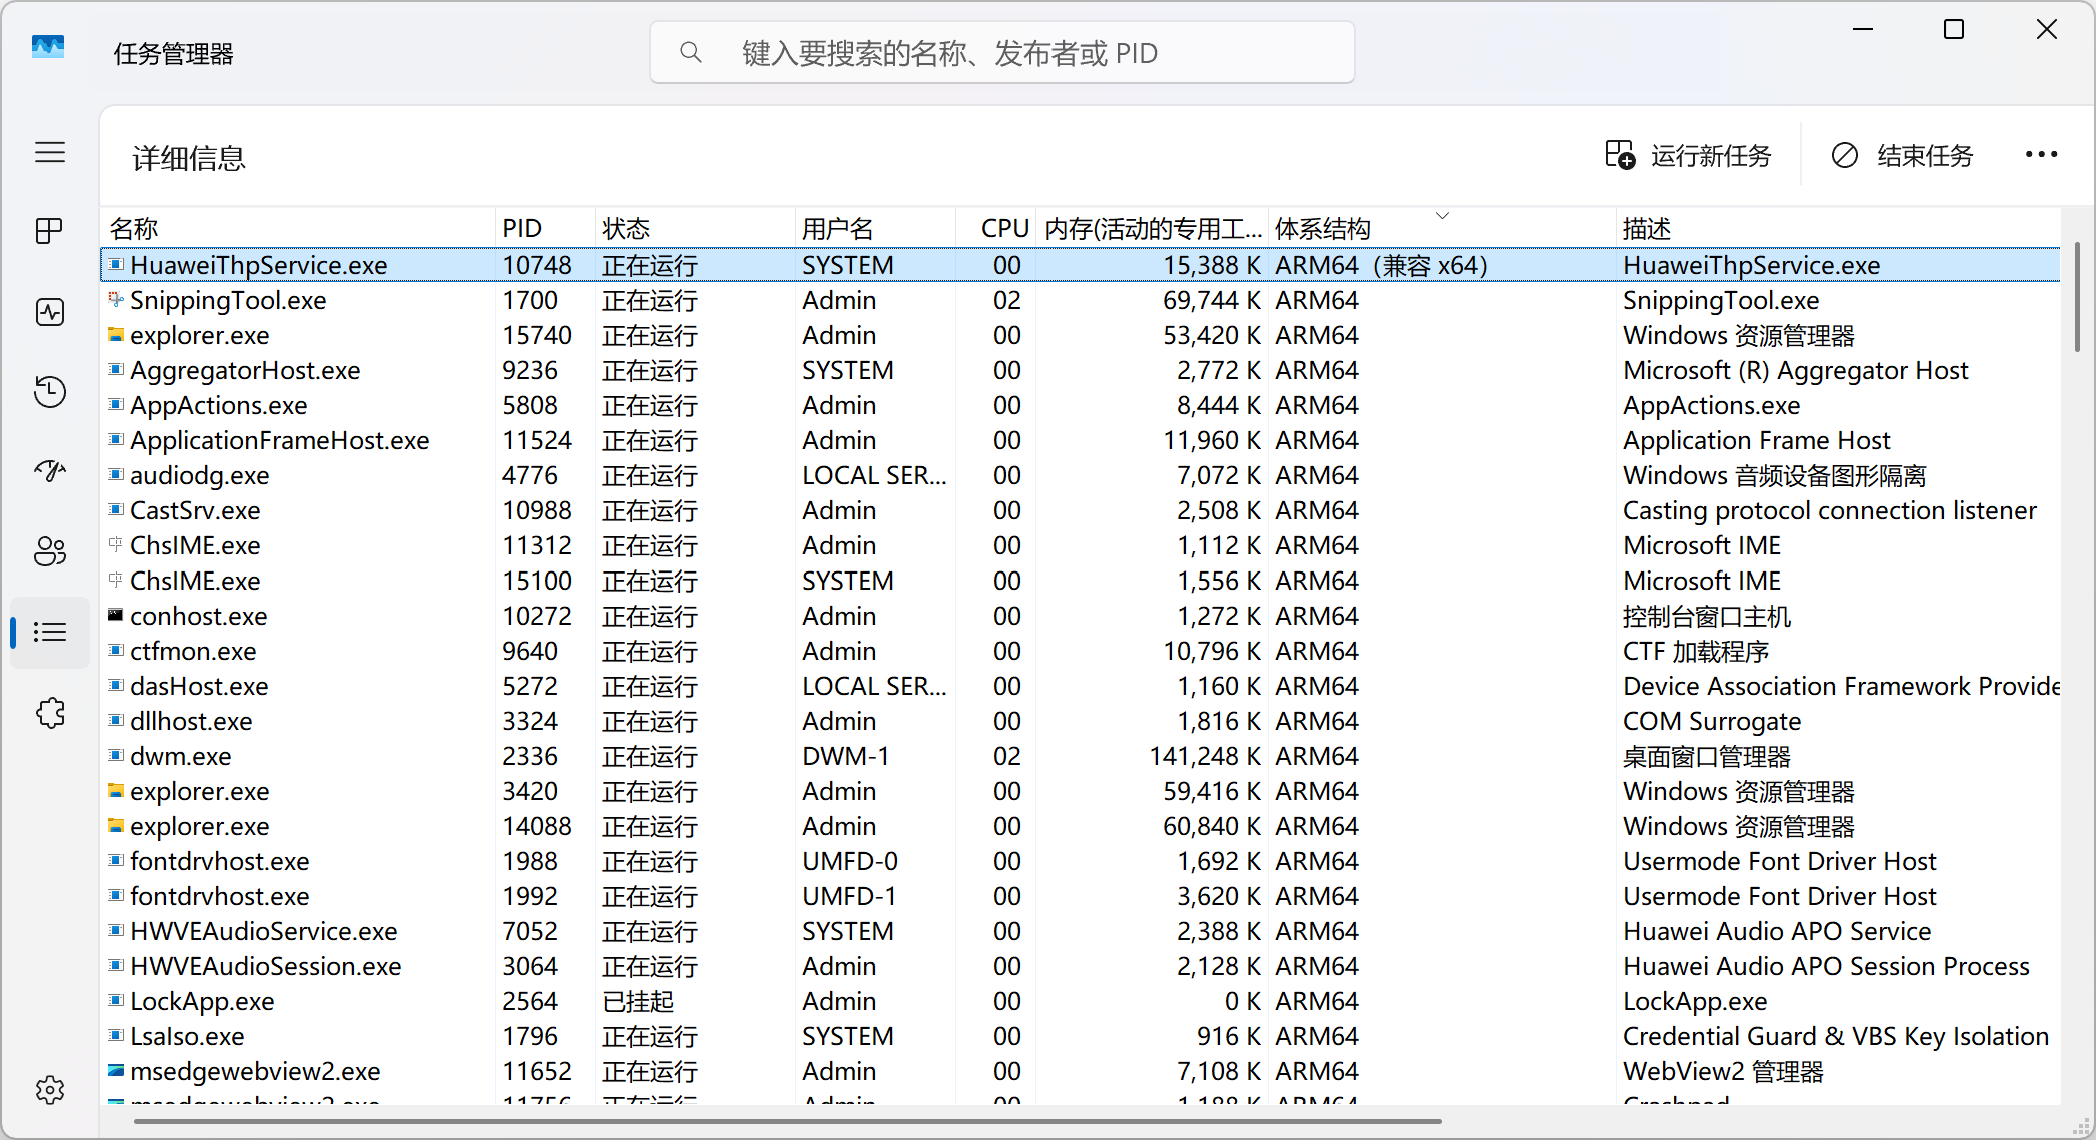 任务管理器
键入要搜索的名称、发布者或 PID
详细信息
运行新任务
结束任务
名称 PID 状态 用户名 CPU 内存(活动的专用工... 体系结构 描述
HuaweiThpService.exe 10748 正在运行 SYSTEM 00 15,388 K ARM64（兼容 x64） HuaweiThpService.exe
SnippingTool.exe 1700 正在运行 Admin 02 69,744 K ARM64 SnippingTool.exe
explorer.exe 15740 正在运行 Admin 00 53,420 K ARM64 Windows 资源管理器
AggregatorHost.exe 9236 正在运行 SYSTEM 00 2,772 K ARM64 Microsoft (R) Aggregator Host
AppActions.exe 5808 正在运行 Admin 00 8,444 K ARM64 AppActions.exe
ApplicationFrameHost.exe 11524 正在运行 Admin 00 11,960 K ARM64 Application Frame Host
audiodg.exe 4776 正在运行 LOCAL SER... 00 7,072 K ARM64 Windows 音频设备图形隔离
CastSrv.exe 10988 正在运行 Admin 00 2,508 K ARM64 Casting protocol connection listener
ChsIME.exe 11312 正在运行 Admin 00 1,112 K ARM64 Microsoft IME
ChsIME.exe 15100 正在运行 SYSTEM 00 1,556 K ARM64 Microsoft IME
conhost.exe 10272 正在运行 Admin 00 1,272 K ARM64 控制台窗口主机
ctfmon.exe 9640 正在运行 Admin 00 10,796 K ARM64 CTF 加载程序
dasHost.exe 5272 正在运行 LOCAL SER... 00 1,160 K ARM64 Device Association Framework Provide
dllhost.exe 3324 正在运行 Admin 00 1,816 K ARM64 COM Surrogate
dwm.exe 2336 正在运行 DWM-1 02 141,248 K ARM64 桌面窗口管理器
explorer.exe 3420 正在运行 Admin 00 59,416 K ARM64 Windows 资源管理器
explorer.exe 14088 正在运行 Admin 00 60,840 K ARM64 Windows 资源管理器
fontdrvhost.exe 1988 正在运行 UMFD-0 00 1,692 K ARM64 Usermode Font Driver Host
fontdrvhost.exe 1992 正在运行 UMFD-1 00 3,620 K ARM64 Usermode Font Driver Host
HWVEAudioService.exe 7052 正在运行 SYSTEM 00 2,388 K ARM64 Huawei Audio APO Service
HWVEAudioSession.exe 3064 正在运行 Admin 00 2,128 K ARM64 Huawei Audio APO Session Process
LockApp.exe 2564 已挂起 Admin 00 0 K ARM64 LockApp.exe
LsaIso.exe 1796 正在运行 SYSTEM 00 916 K ARM64 Credential Guard & VBS Key Isolation
msedgewebview2.exe 11652 正在运行 Admin 00 7,108 K ARM64 WebView2 管理器
msedgewebview2.exe 11756 正在运行 Admin 00 1,188 K ARM64 Crashpad